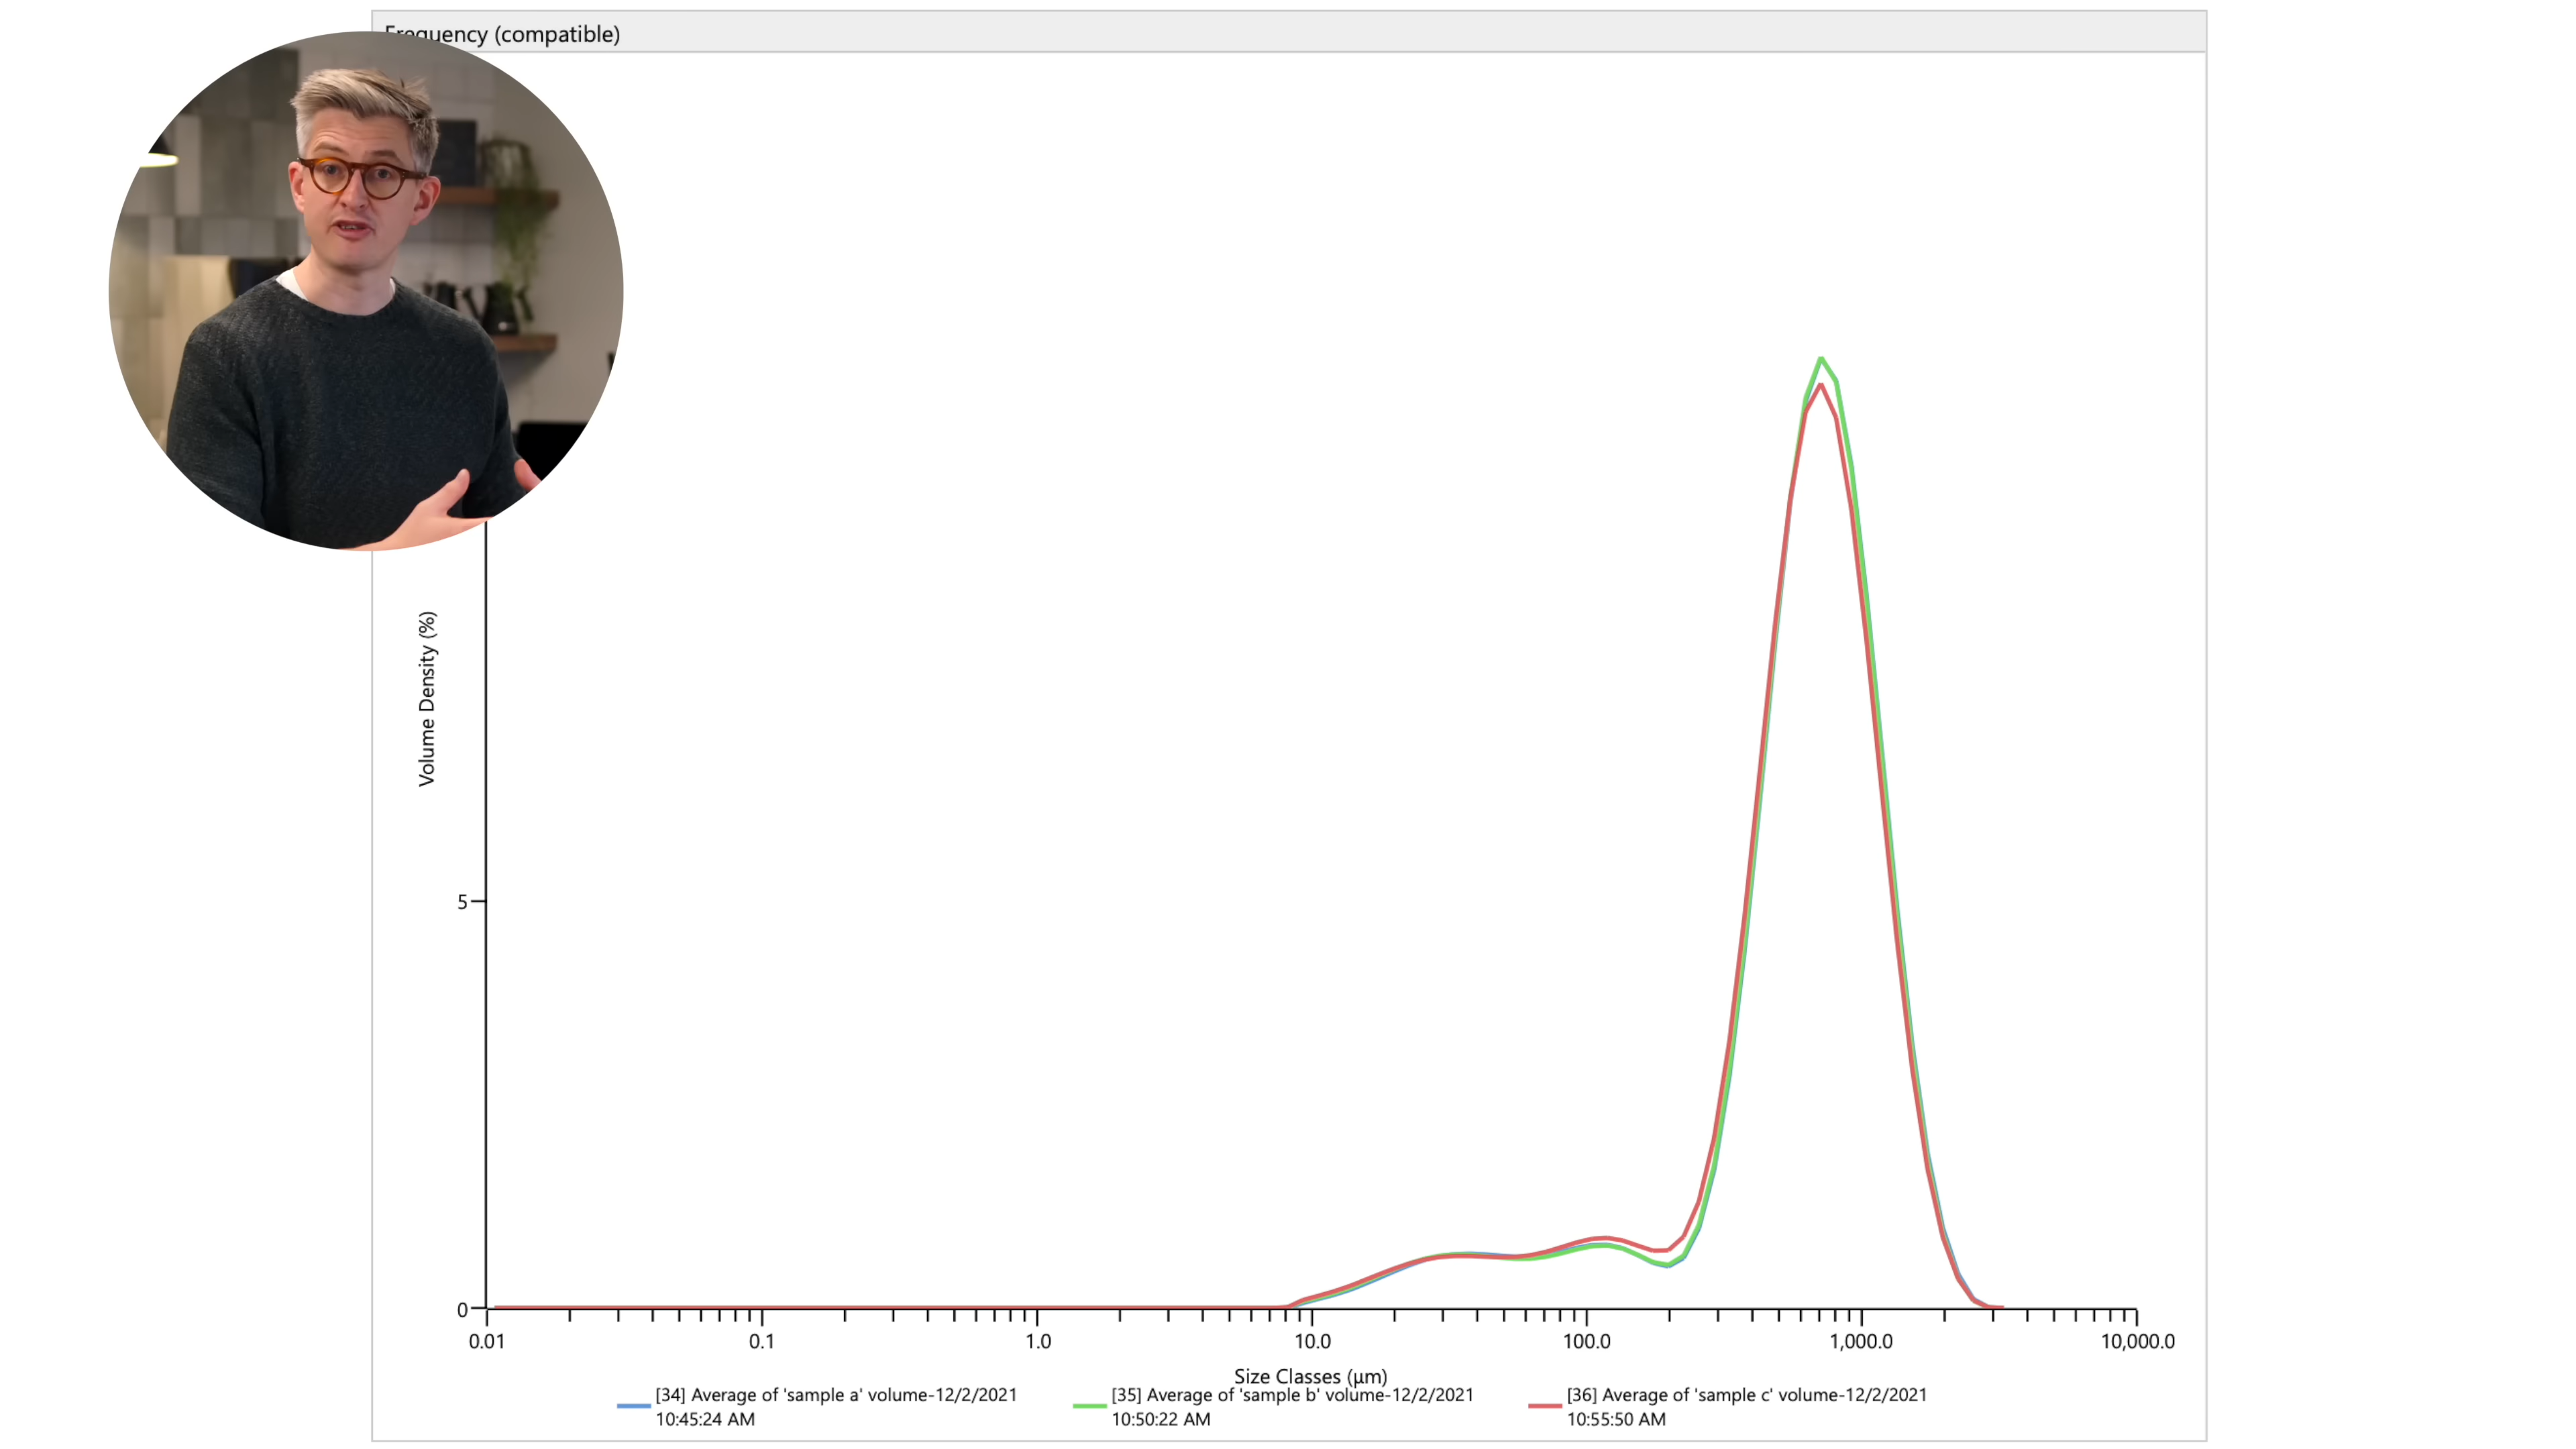 Frequency (compatible)
Volume Density (%)
5
0
0.01 0.1 1.0 10.0 100.0 1,000.0 10,000.0
Size Classes (µm)
[34] Average of 'sample a' volume-12/2/2021
10:45:24 AM
[35] Average of 'sample b' volume-12/2/2021
10:50:22 AM
[36] Average of 'sample c' volume-12/2/2021
10:55:50 AM